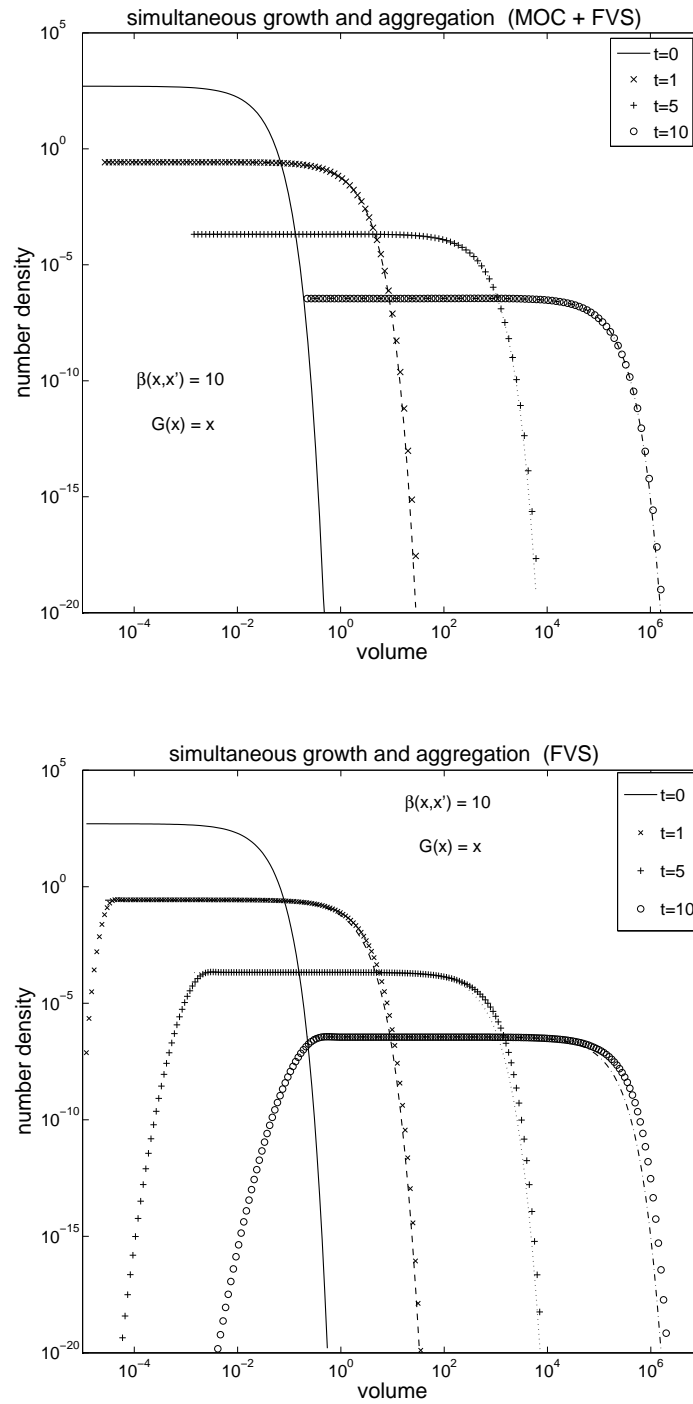 simultaneous growth and aggregation (MOC + FVS)
10^5
10^0
10^−5
10^−10
10^−15
10^−20
number density
t=0
t=1
t=5
t=10
β(x,x') = 10
G(x) = x
10^−4
10^−2
10^0
10^2
10^4
10^6
volume
simultaneous growth and aggregation (FVS)
10^5
10^0
10^−5
10^−10
10^−15
10^−20
number density
β(x,x') = 10
G(x) = x
t=0
t=1
t=5
t=10
10^−4
10^−2
10^0
10^2
10^4
10^6
volume